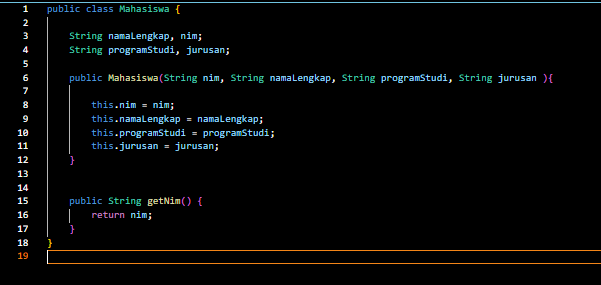 1 public class Mahasiswa {
2
3 String namaLengkap, nim;
4 String programStudi, jurusan;
5
6 public Mahasiswa(String nim, String namaLengkap, String programStudi, String jurusan ){
7
8 this.nim = nim;
9 this.namaLengkap = namaLengkap;
10 this.programStudi = programStudi;
11 this.jurusan = jurusan;
12 }
13
14
15 public String getNim() {
16 return nim;
17 }
18 }
19